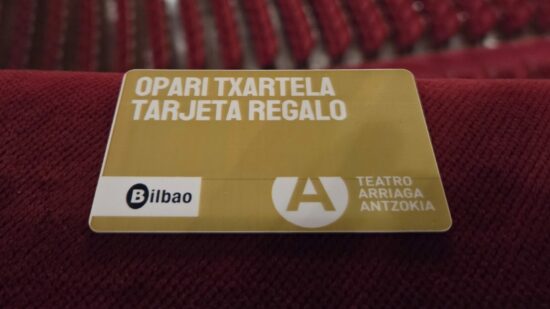 OPARI TXARTELA
TARJETA REGALO
Bilbao
A
TEATRO
ARRIAGA
ANTZOKIA